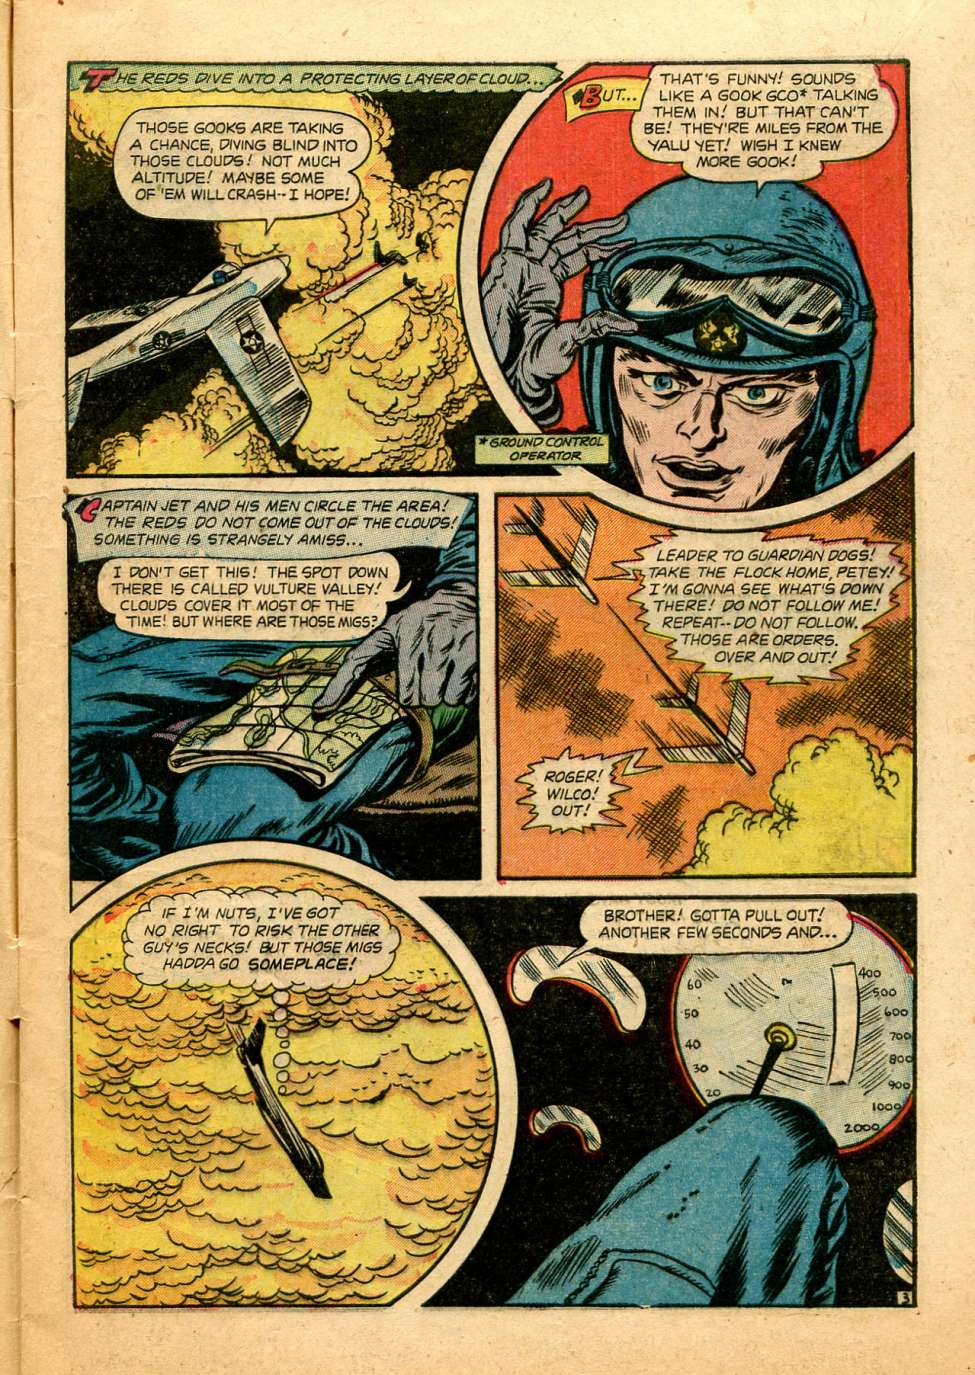 THE REDS DIVE INTO A PROTECTING LAYER OF CLOUD...
THOSE GOOKS ARE TAKING
A CHANCE, DIVING BLIND INTO
THOSE CLOUDS! NOT MUCH
ALTITUDE! MAYBE SOME
OF 'EM WILL CRASH--I HOPE!
BUT...
THAT'S FUNNY! SOUNDS
LIKE A GOOK GCO* TALKING
THEM IN! BUT THAT CAN'T
BE! THEY'RE MILES FROM THE
YALU YET! WISH I KNEW
MORE GOOK!
*GROUND CONTROL
OPERATOR
CAPTAIN JET AND HIS MEN CIRCLE THE AREA!
THE REDS DO NOT COME OUT OF THE CLOUDS!
SOMETHING IS STRANGELY AMISS...
I DON'T GET THIS! THE SPOT DOWN
THERE IS CALLED VULTURE VALLEY!
CLOUDS COVER IT MOST OF THE
TIME! BUT WHERE ARE THOSE MIGS?
LEADER TO GUARDIAN DOGS!
TAKE THE FLOCK HOME, PETEY!
I'M GONNA SEE WHAT'S DOWN
THERE! DO NOT FOLLOW ME!
REPEAT--DO NOT FOLLOW.
THOSE ARE ORDERS.
OVER AND OUT!
ROGER!
WILCO!
OUT!
IF I'M NUTS, I'VE GOT
NO RIGHT TO RISK THE OTHER
GUY'S NECKS! BUT THOSE MIGS
HADDA GO SOMEPLACE!
BROTHER! GOTTA PULL OUT!
ANOTHER FEW SECONDS AND...
60
50
40
30
20
400
500
600
700
800
900
1000
2000
3